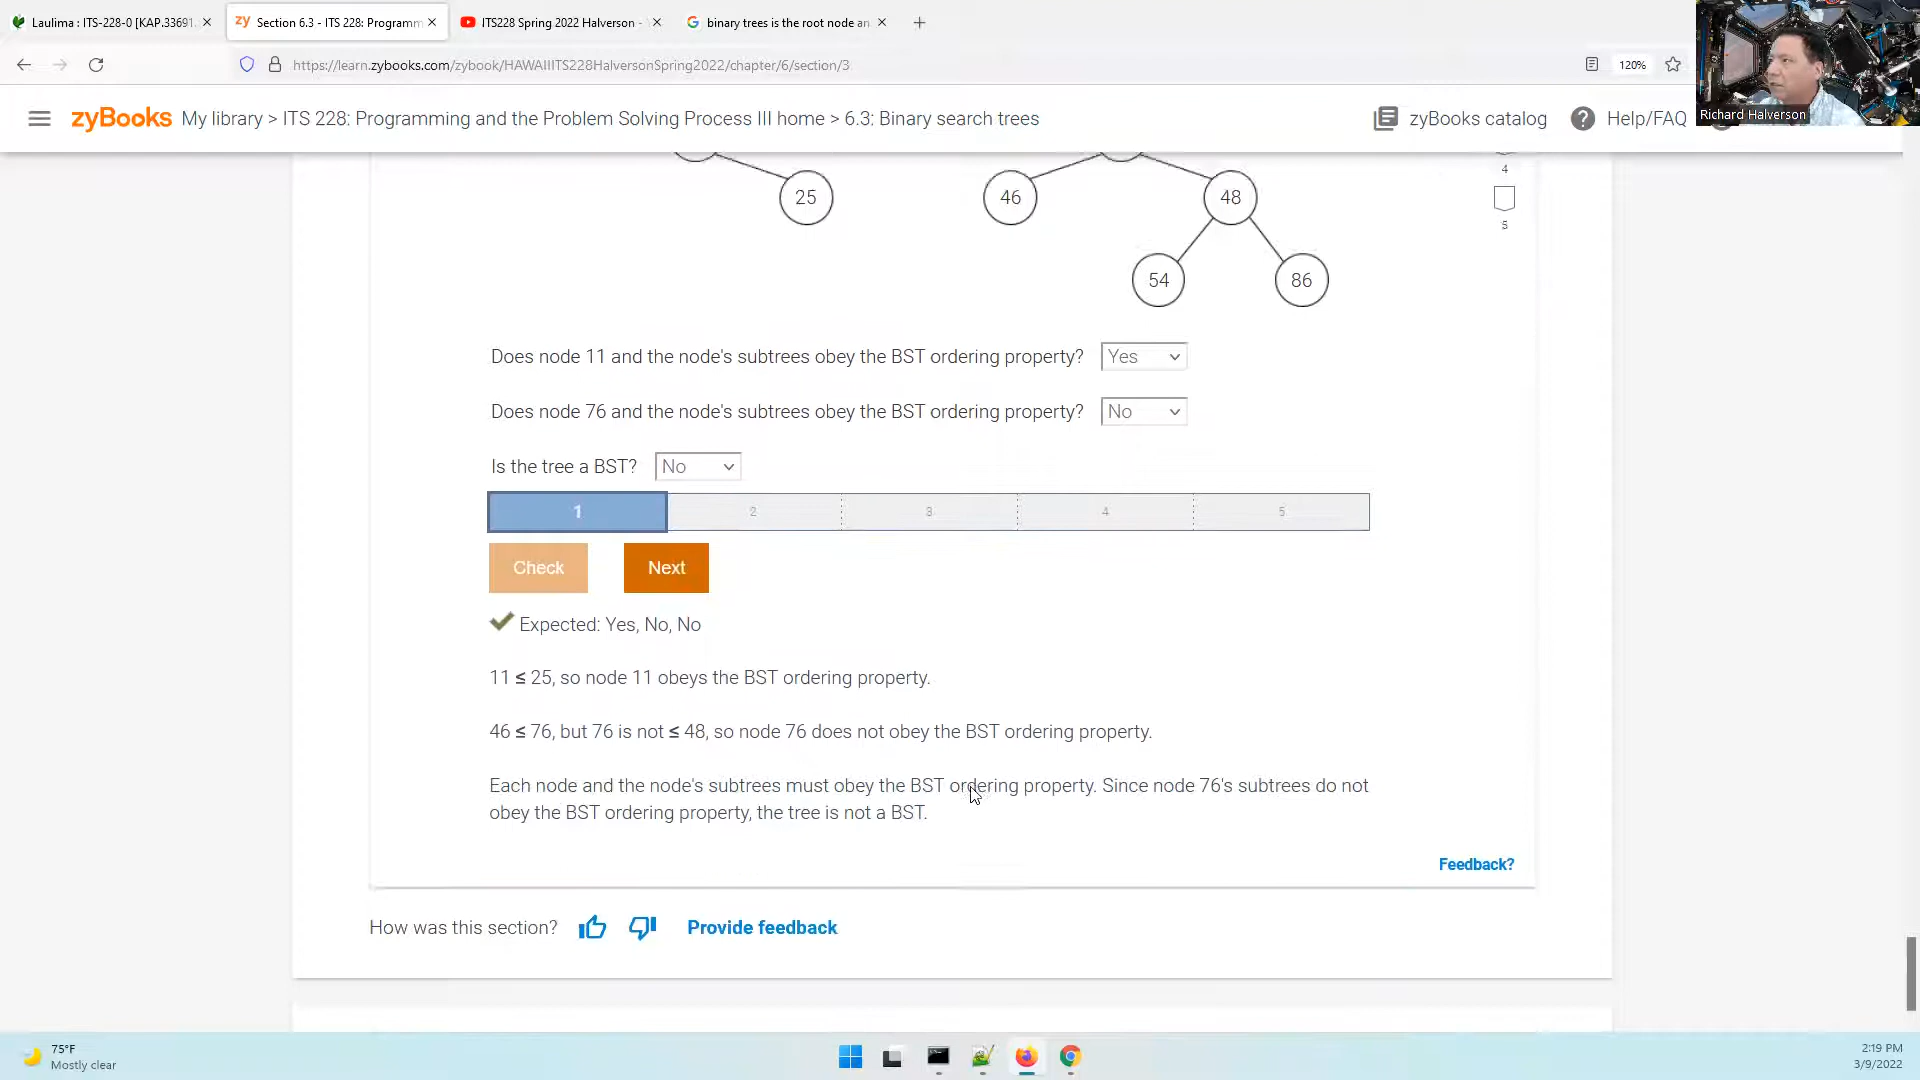 Laulima : ITS-228-0 [KAP.33691.
zy Section 6.3 - ITS 228: Programm
ITS228 Spring 2022 Halverson -
binary trees is the root node an
https://learn.zybooks.com/zybook/HAWAIIITS228HalversonSpring2022/chapter/6/section/3
120%
zyBooks My library > ITS 228: Programming and the Problem Solving Process III home > 6.3: Binary search trees
zyBooks catalog
Help/FAQ
Richard Halverson
4
25
46
48
5
54
86
Does node 11 and the node's subtrees obey the BST ordering property? Yes
Does node 76 and the node's subtrees obey the BST ordering property? No
Is the tree a BST? No
1 2 3 4 5
Check Next
Expected: Yes, No, No
11 ≤ 25, so node 11 obeys the BST ordering property.
46 ≤ 76, but 76 is not ≤ 48, so node 76 does not obey the BST ordering property.
Each node and the node's subtrees must obey the BST ordering property. Since node 76's subtrees do not
obey the BST ordering property, the tree is not a BST.
Feedback?
How was this section? Provide feedback
75°F
Mostly clear
2:19 PM
3/9/2022